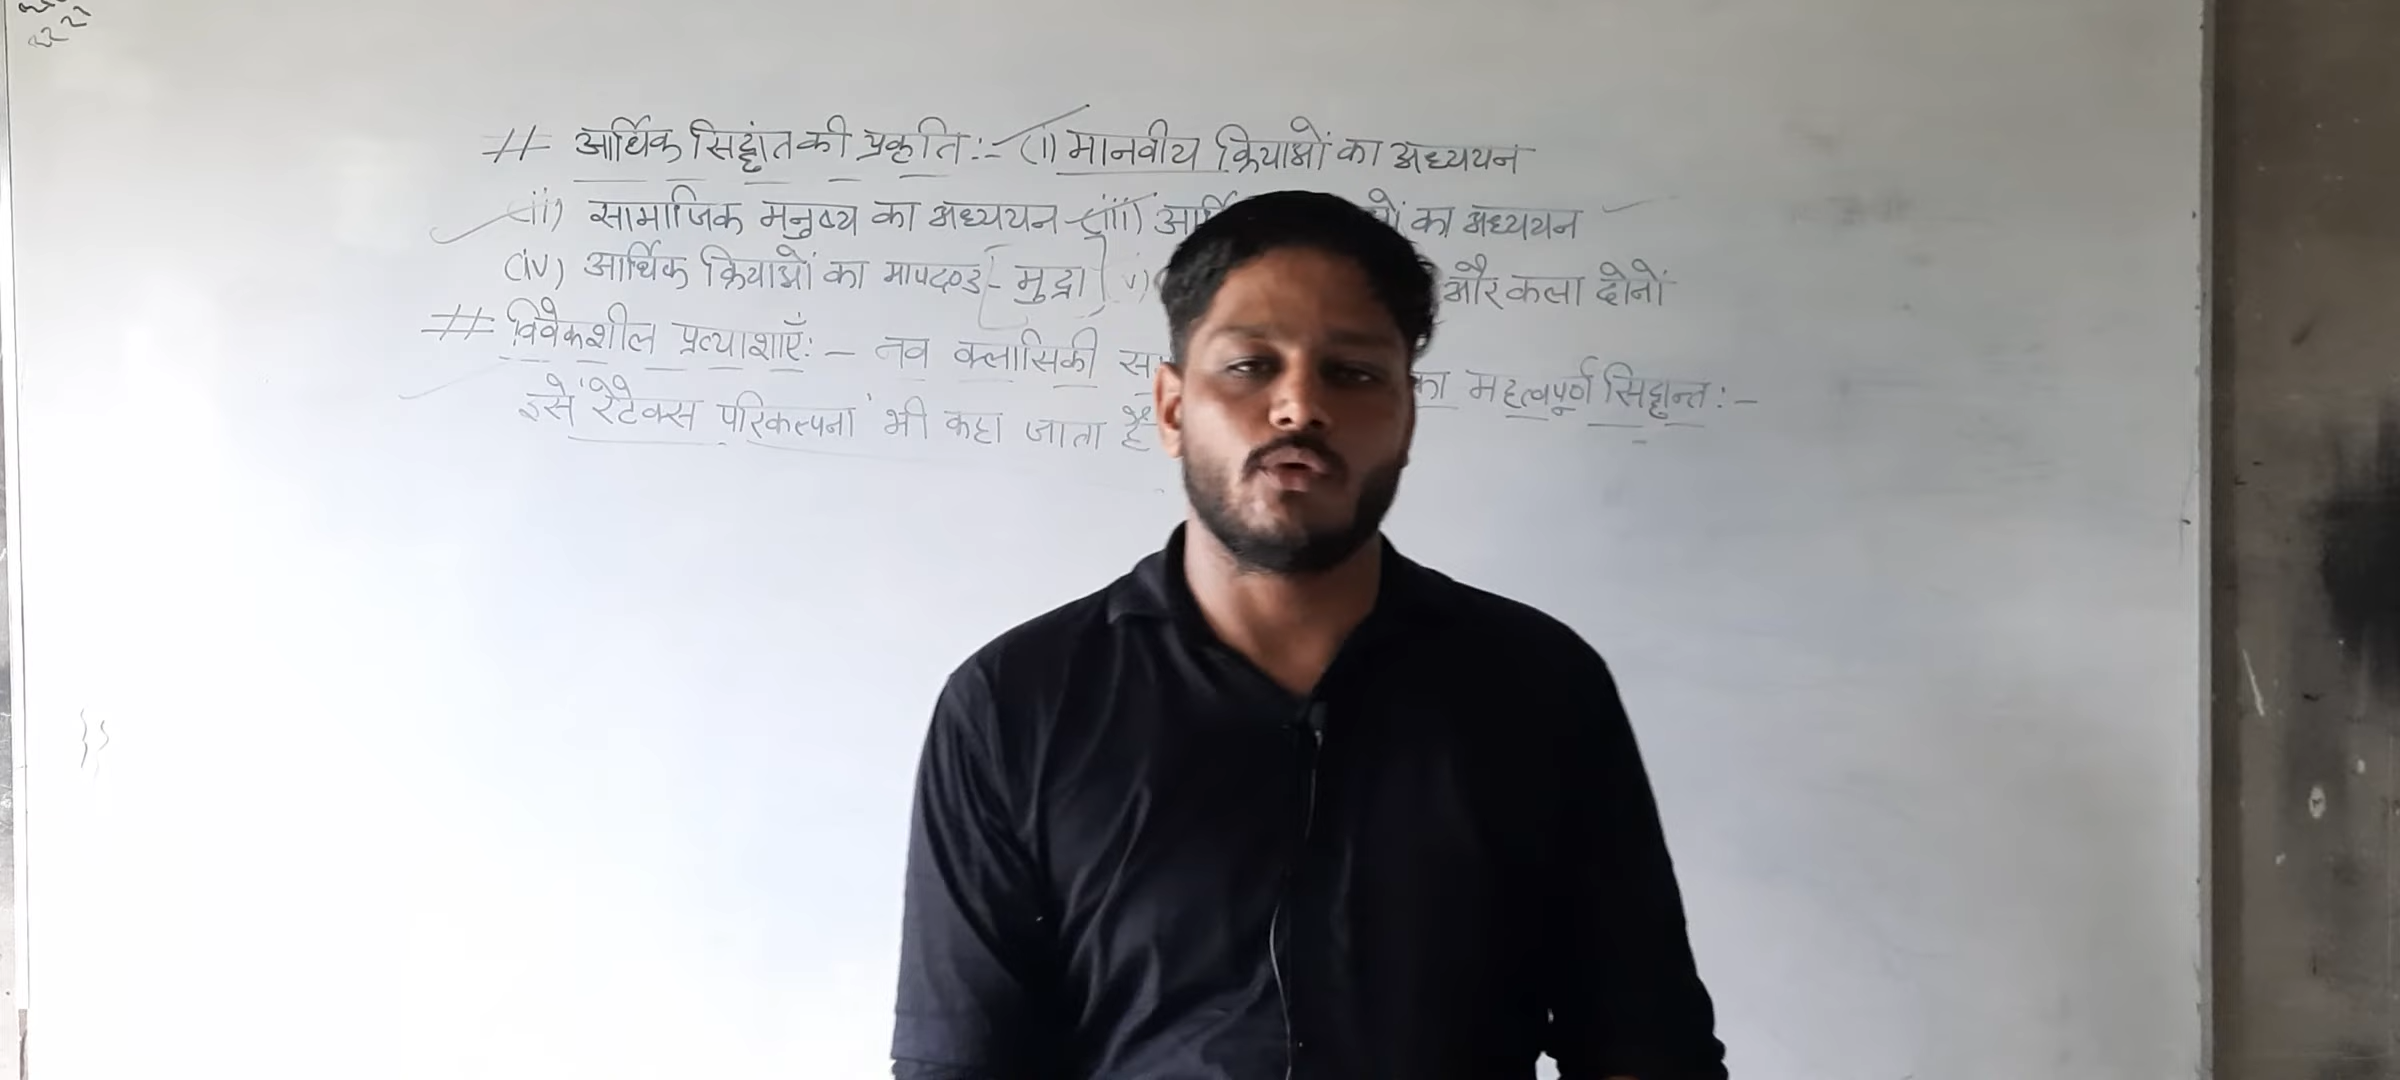 # आर्थिक सिद्धांत की प्रकृति:- (i) मानवीय क्रियाओं का अध्ययन
(ii) सामाजिक मनुष्य का अध्ययन (iii) का अध्ययन
(iv) आर्थिक क्रियाओं का मापदण्ड - मुद्रा v) और कला दोनों
# विवेकशील प्रत्याशाएँ:- नव क्लासिकी का महत्वपूर्ण सिद्धान्त:-
इसे 'रेटेक्स परिकल्पना' भी कहा जाता है